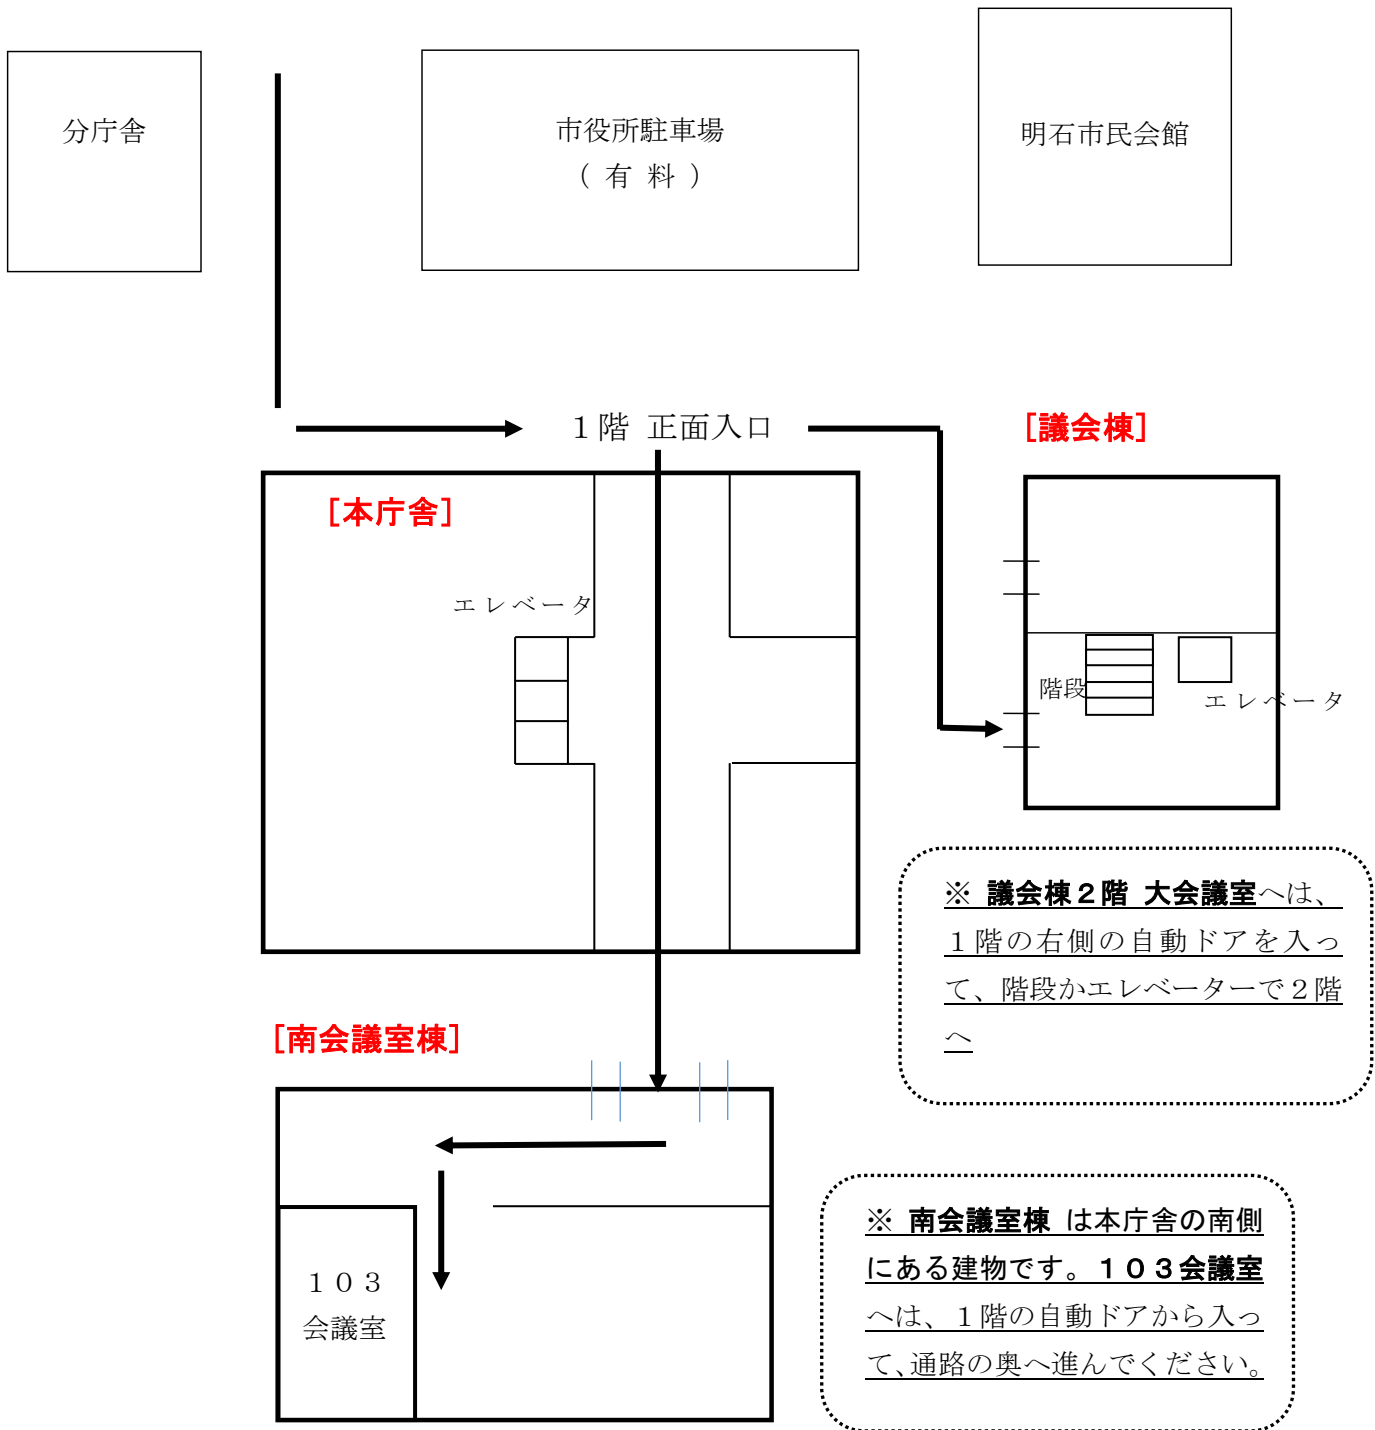 分庁舎
市役所駐車場
（有料）
明石市民会館
１階 正面入口
[議会棟]
[本庁舎]
エレベータ
階段
エレベータ
※ 議会棟２階 大会議室へは、
１階の右側の自動ドアを入っ
て、階段かエレベーターで２階
へ
[南会議室棟]
１０３
会議室
※ 南会議室棟 は本庁舎の南側
にある建物です。１０３会議室
へは、１階の自動ドアから入っ
て、通路の奥へ進んでください。